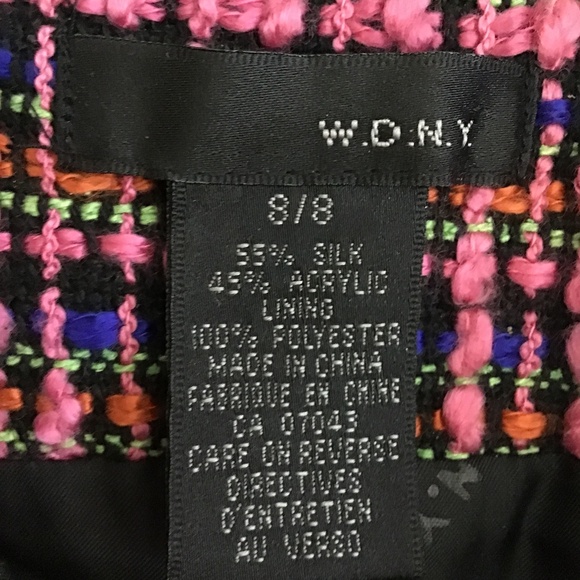 W.D.N.Y
8/8
55% SILK
45% ACRYLIC
LINING
100% POLYESTER
MADE IN CHINA
FABRIQUE EN CHINE
CA 07043
CARE ON REVERSE
DIRECTIVES
D'ENTRETIEN
AU VERSO